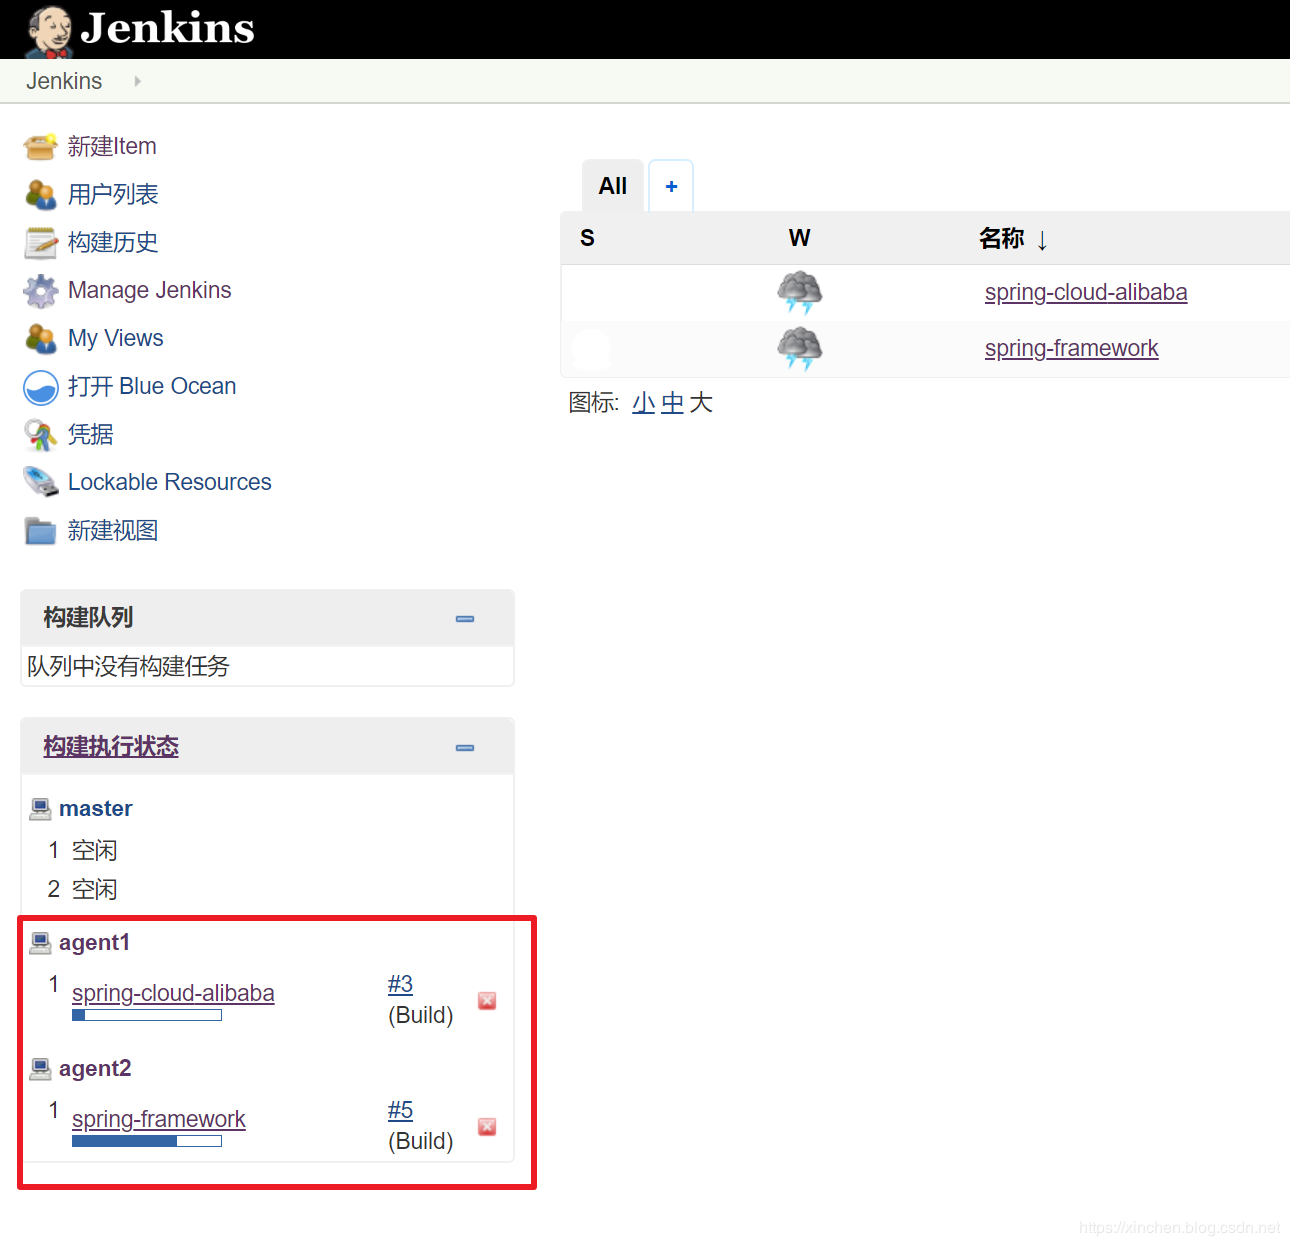 Jenkins
Jenkins
新建Item
用户列表
构建历史
Manage Jenkins
My Views
打开 Blue Ocean
凭据
Lockable Resources
新建视图
All +
S W 名称 ↓
spring-cloud-alibaba
spring-framework
图标: 小 中 大
构建队列
队列中没有构建任务
构建执行状态
master
1 空闲
2 空闲
agent1
1 spring-cloud-alibaba #3
(Build)
agent2
1 spring-framework #5
(Build)
https://xinchen.blog.csdn.net